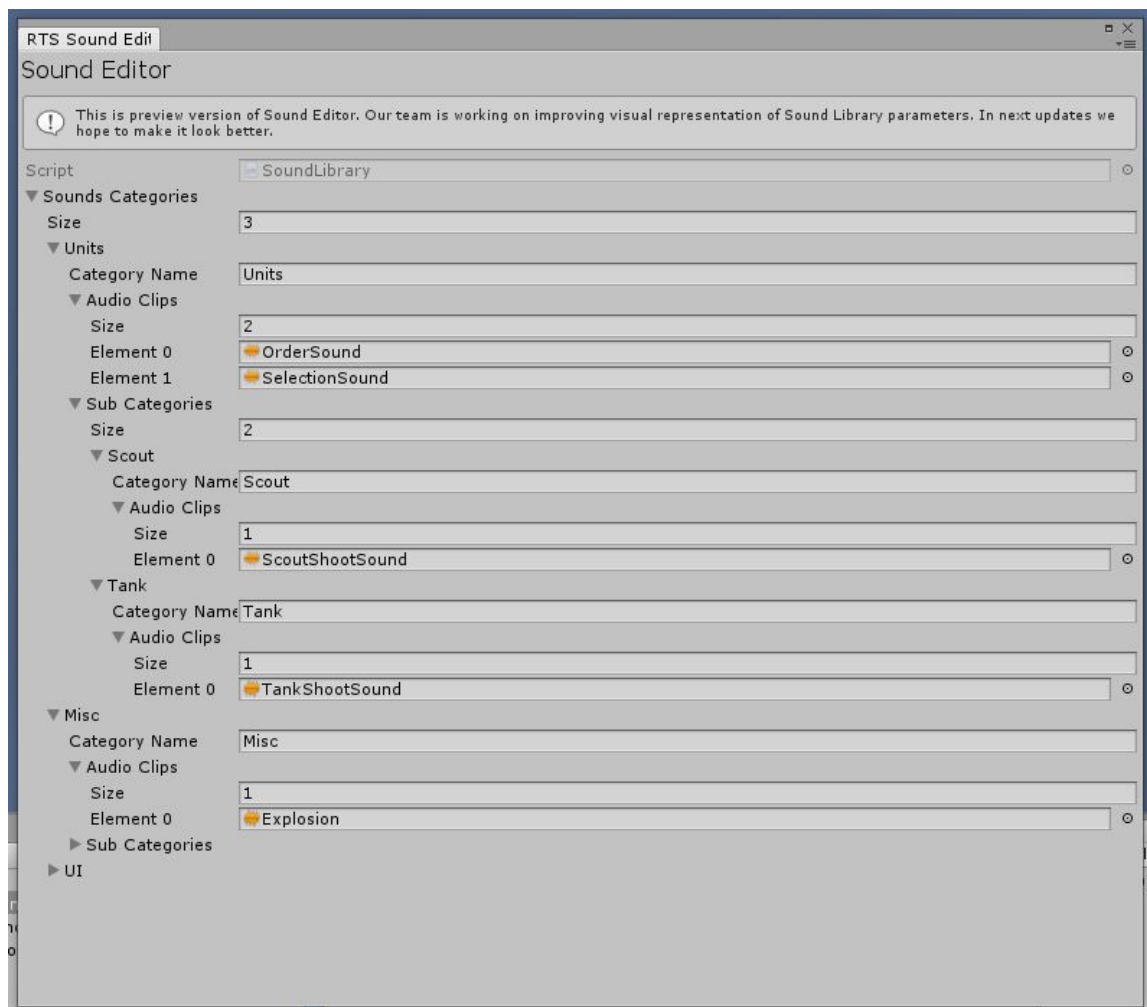 RTS Sound Edit
Sound Editor
This is preview version of Sound Editor. Our team is working on improving visual representation of Sound Library parameters. In next updates we
hope to make it look better.
Script SoundLibrary
Sounds Categories
Size 3
Units
Category Name Units
Audio Clips
Size 2
Element 0 OrderSound
Element 1 SelectionSound
Sub Categories
Size 2
Scout
Category Name Scout
Audio Clips
Size 1
Element 0 ScoutShootSound
Tank
Category Name Tank
Audio Clips
Size 1
Element 0 TankShootSound
Misc
Category Name Misc
Audio Clips
Size 1
Element 0 Explosion
Sub Categories
UI